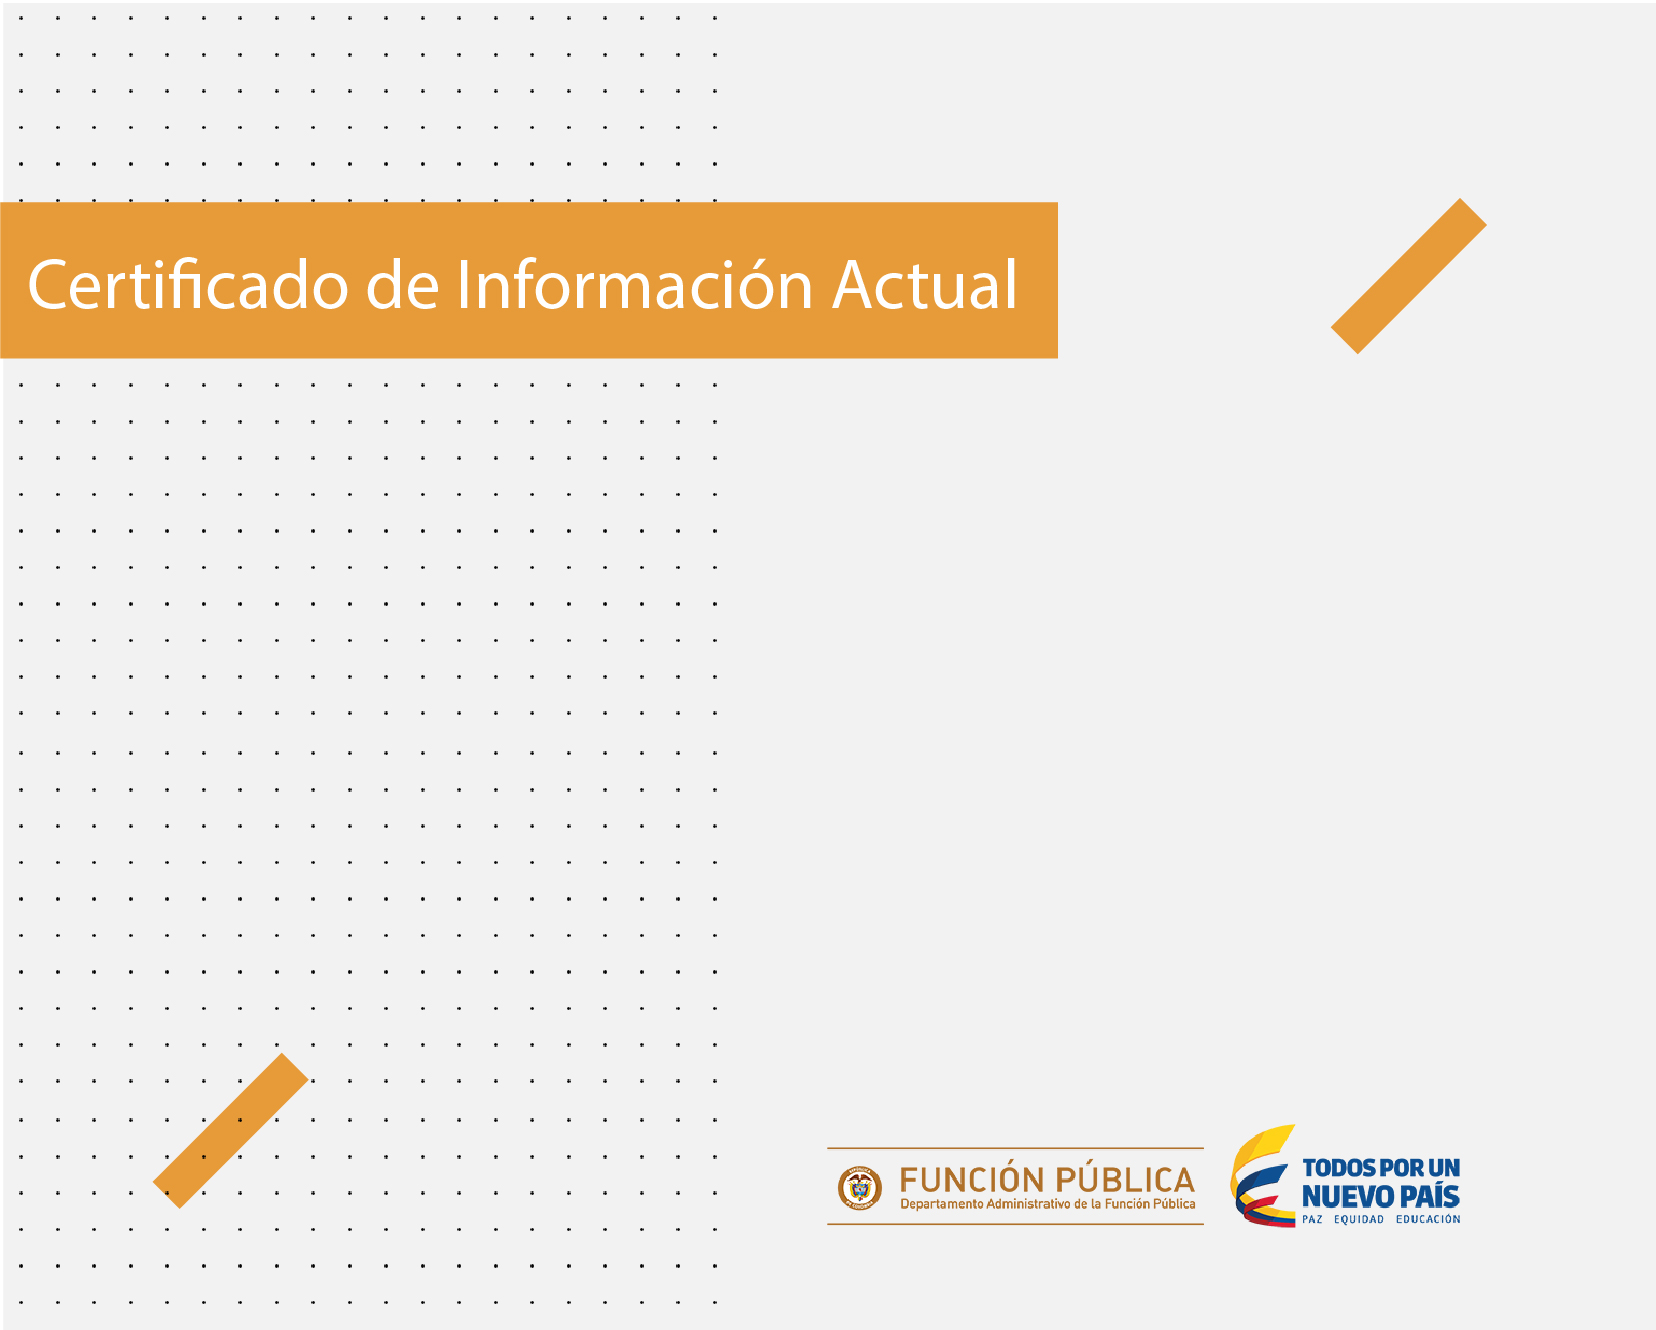 Certificado de Información Actual
FUNCIÓN PÚBLICA
Departamento Administrativo de la Función Pública
TODOS POR UN
NUEVO PAÍS
PAZ EQUIDAD EDUCACIÓN